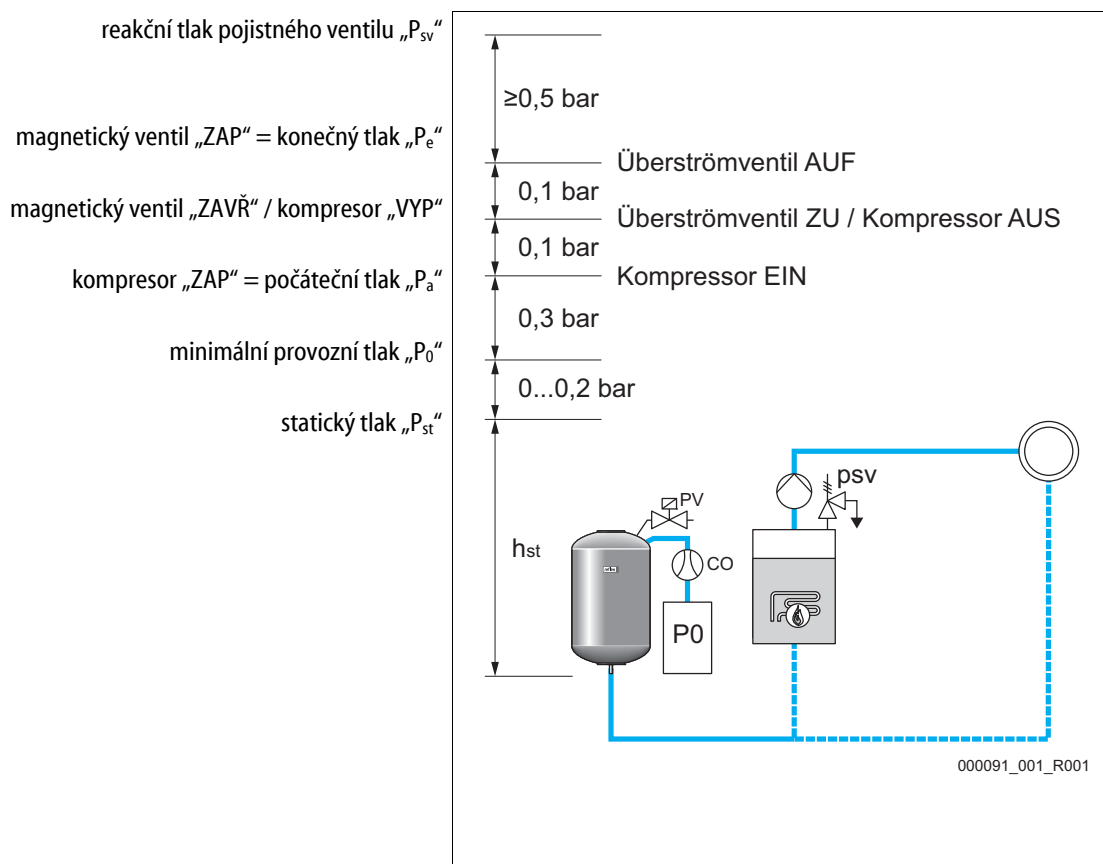 reakční tlak pojistného ventilu „Psv“
≥0,5 bar
magnetický ventil „ZAP“ = konečný tlak „Pe“
Überströmventil AUF
0,1 bar
magnetický ventil „ZAVŘ“ / kompresor „VYP“
Überströmventil ZU / Kompressor AUS
0,1 bar
kompresor „ZAP“ = počáteční tlak „Pa“
Kompressor EIN
0,3 bar
minimální provozní tlak „P0“
0...0,2 bar
statický tlak „Pst“
psv
PV
hst
CO
P0
000091_001_R001